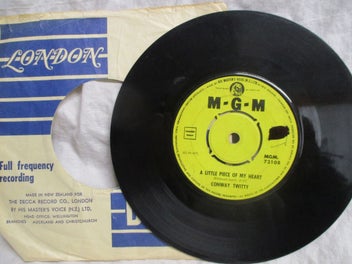 LONDON
Full frequency
recording
MADE IN NEW ZEALAND FOR
THE DECCA RECORD CO., LONDON
BY HIS MASTER'S VOICE (N.Z.) LTD.
HEAD OFFICE: WELLINGTON
BRANCHES: AUCKLAND AND CHRISTCHURCH
M-G-M
MGM.
A LITTLE PIECE OF MY HEART
CONWAY TWITTY